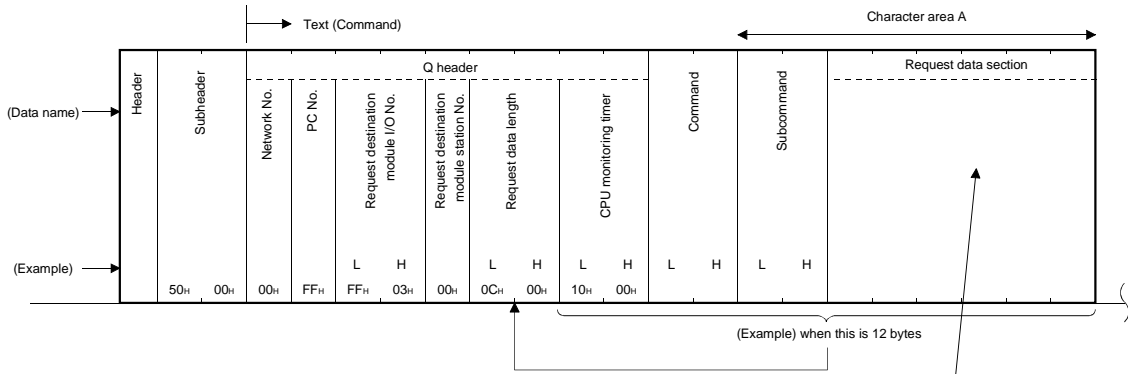 Text (Command)
Character area A
Q header
Request data section
(Data name)
Header
Subheader
Network No.
PC No.
Request destination
module I/O No.
Request destination
module station No.
Request data length
CPU monitoring timer
Command
Subcommand
(Example)
L H L H L H L H L H
50H 00H 00H FFH FFH 03H 00H 0CH 00H 10H 00H
(Example) when this is 12 bytes